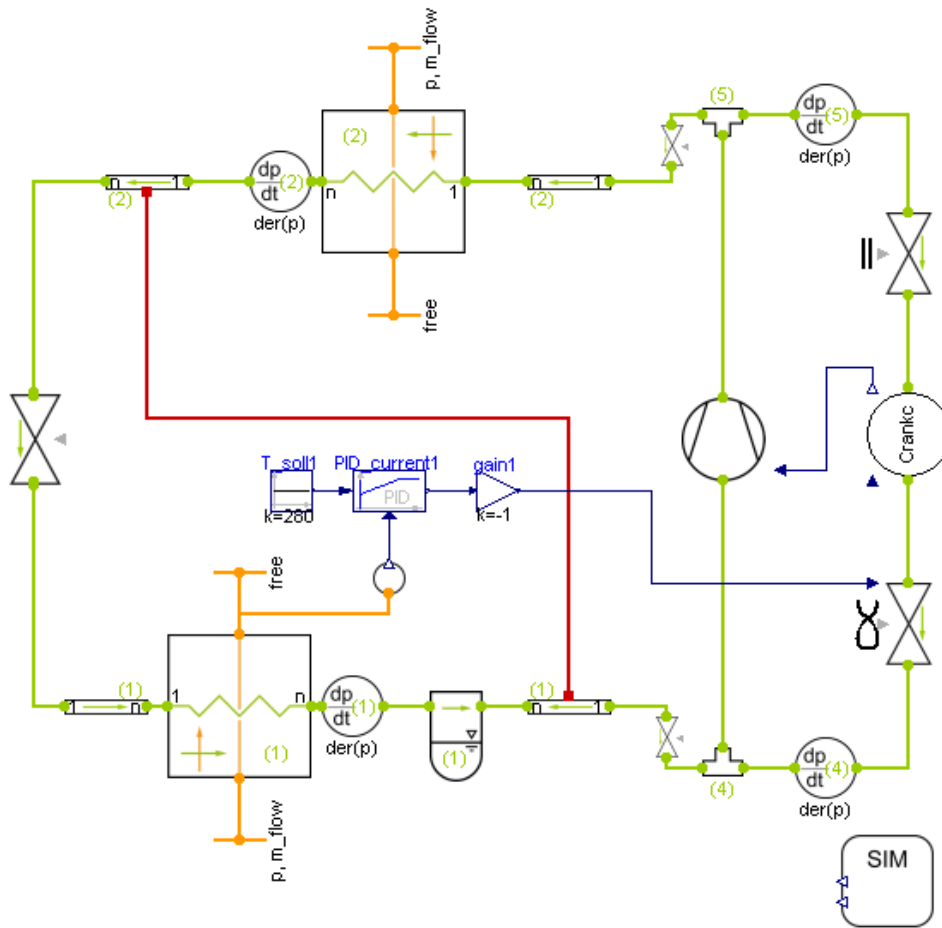 p, m_flow
(5)
dp
dt
(5)
der(p)
(2)
n
1
dp
dt
(2)
der(p)
n
1
(2)
n
1
(2)
free
Crankc
T_soll1
k=280
PID_current1
PID
gain1
k=-1
free
1
n
(1)
1
n
(1)
dp
dt
(1)
der(p)
(1)
n
1
(1)
p, m_flow
(4)
dp
dt
(4)
der(p)
SIM